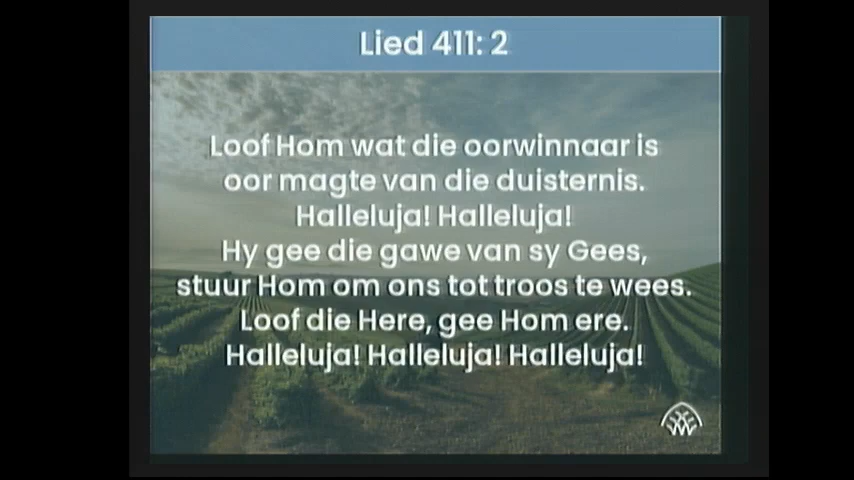 Lied 411: 2
Loof Hom wat die oorwinnaar is
oor magte van die duisternis.
Halleluja! Halleluja!
Hy gee die gawe van sy Gees,
stuur Hom om ons tot troos te wees.
Loof die Here, gee Hom ere.
Halleluja! Halleluja! Halleluja!